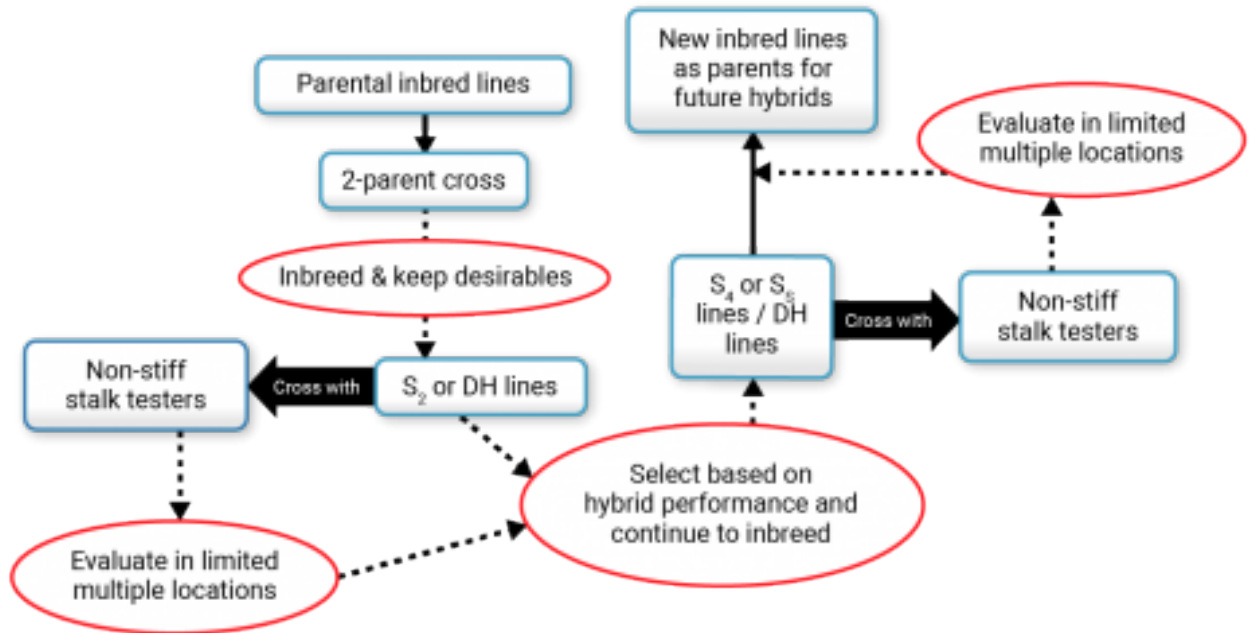 Parental inbred lines
2-parent cross
Inbreed & keep desirables
S₂ or DH lines
Cross with
Non-stiff
stalk testers
Evaluate in limited
multiple locations
Select based on
hybrid performance and
continue to inbreed
S₄ or S₅
lines / DH
lines
Cross with
Non-stiff
stalk testers
Evaluate in limited
multiple locations
New inbred lines
as parents for
future hybrids